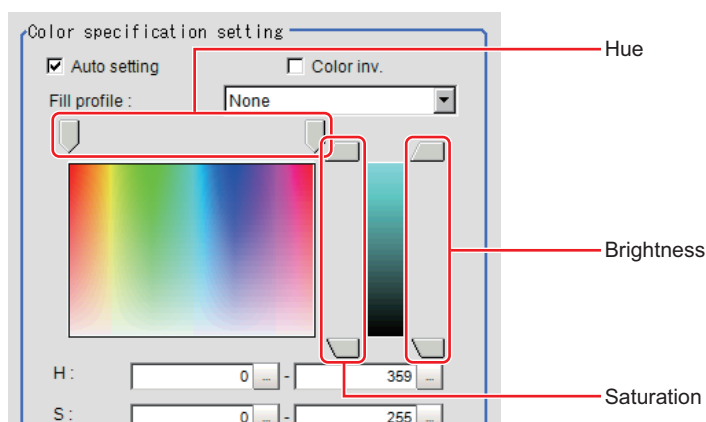 Color specification setting
Hue
Auto setting
Color inv.
Fill profile :
None
Brightness
H :
0 ... - 359 ...
Saturation
S :
0 ... - 255 ...